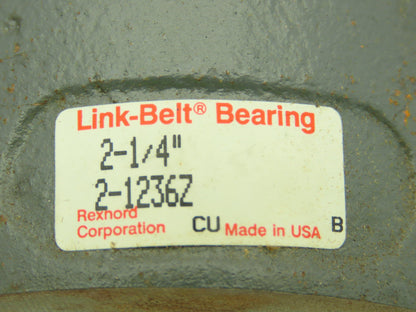 Link-Belt® Bearing
2-1/4"
2-1236Z
Rexnord
Corporation CU Made in USA B